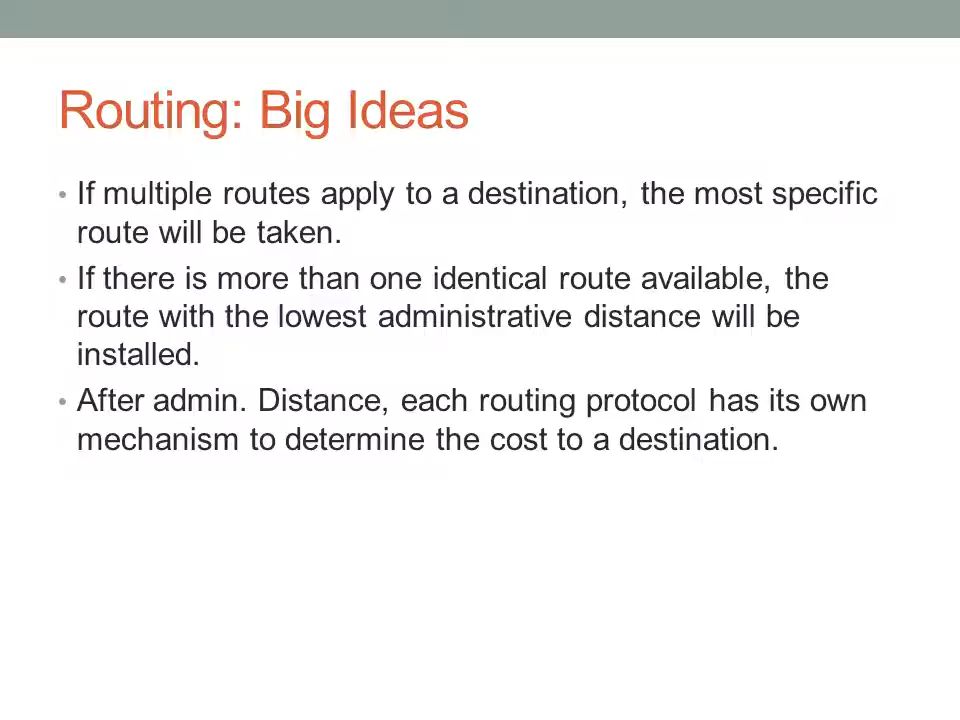 Routing: Big Ideas
• If multiple routes apply to a destination, the most specific
route will be taken.
• If there is more than one identical route available, the
route with the lowest administrative distance will be
installed.
• After admin. Distance, each routing protocol has its own
mechanism to determine the cost to a destination.